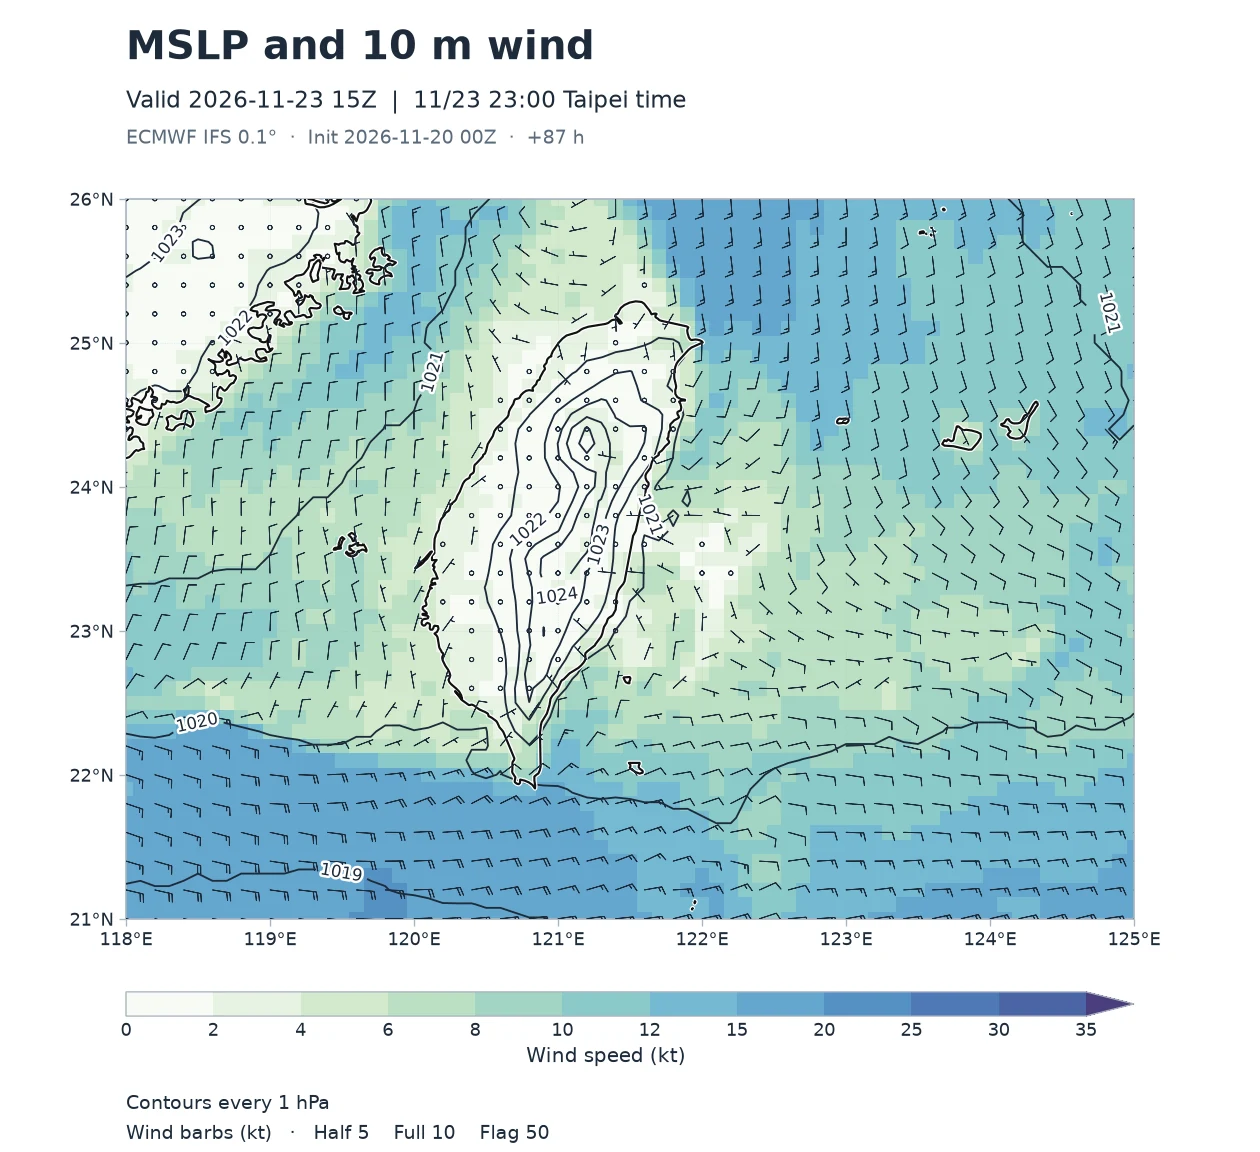 MSLP and 10 m wind
Valid 2026-11-23 15Z | 11/23 23:00 Taipei time
ECMWF IFS 0.1° · Init 2026-11-20 00Z · +87 h
26°N
25°N
24°N
23°N
22°N
21°N
1023
1022
1021
1021
1022
1023
1021
1024
1020
1019
118°E 119°E 120°E 121°E 122°E 123°E 124°E 125°E
0 2 4 6 8 10 12 15 20 25 30 35
Wind speed (kt)
Contours every 1 hPa
Wind barbs (kt) · Half 5 Full 10 Flag 50